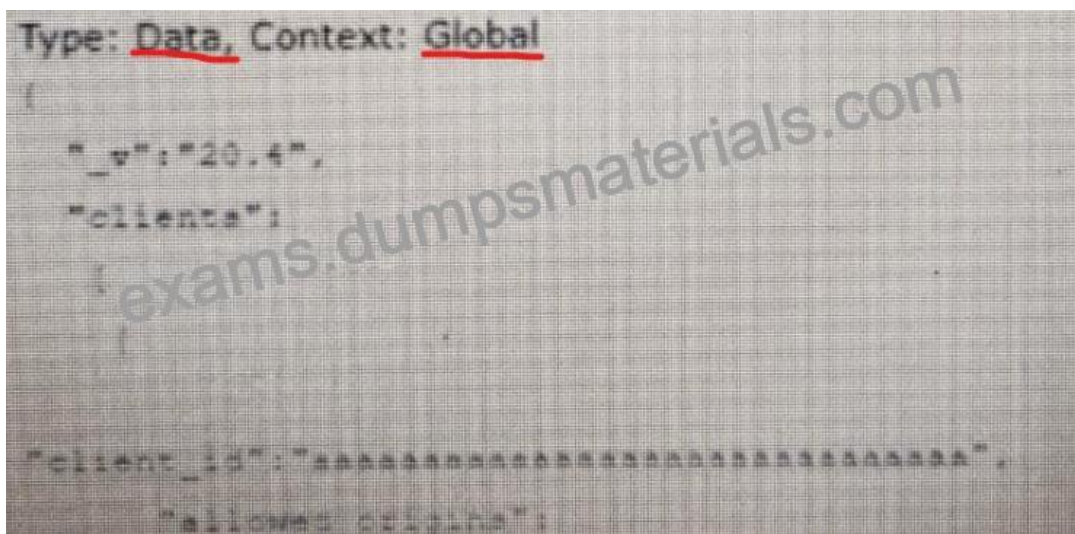 Type: Data, Context: Global
{
"_v":"20.4",
"clients":
[
{
exams.dumpsmaterials.com
"client_id":"aaaaaaaaaaaaaaaaaaaaaaaaaaaaaa",
"allowed_origins":